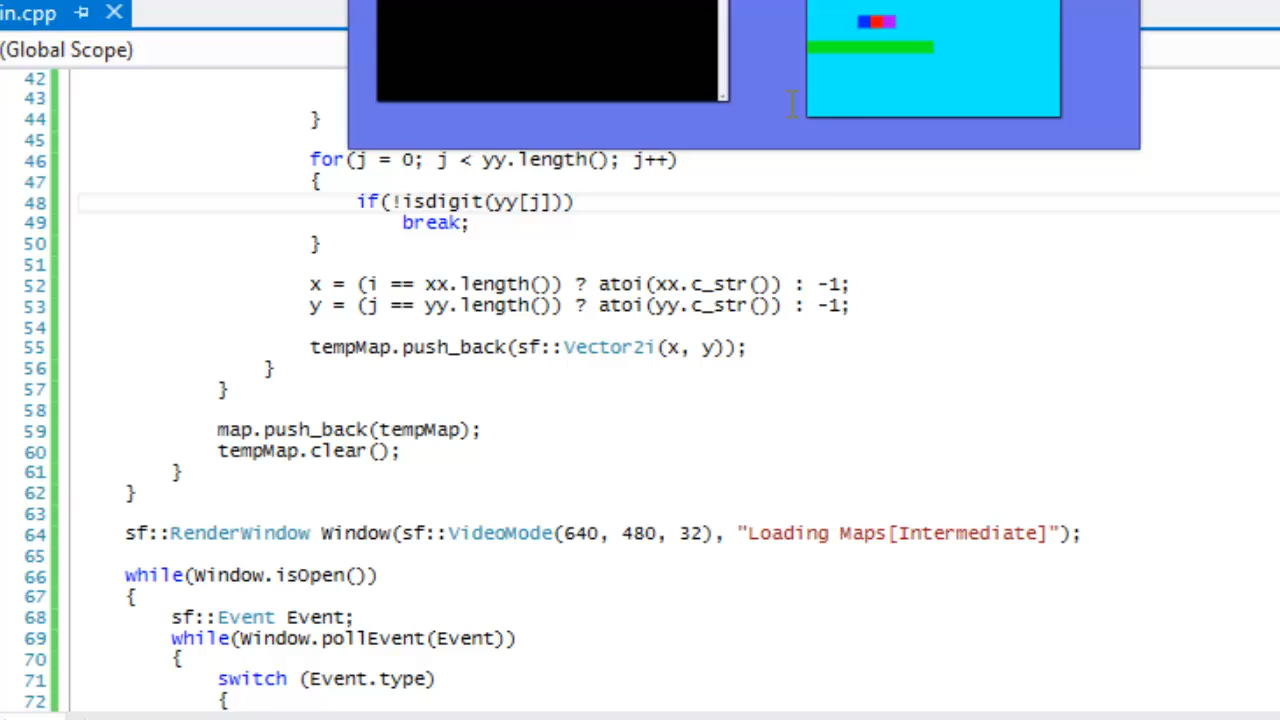 in.cpp
(Global Scope)
42
43
44 }
45
46 for(j = 0; j < yy.length(); j++)
47 {
48 if(!isdigit(yy[j]))
49 break;
50 }
51
52 x = (i == xx.length()) ? atoi(xx.c_str()) : -1;
53 y = (j == yy.length()) ? atoi(yy.c_str()) : -1;
54
55 tempMap.push_back(sf::Vector2i(x, y));
56 }
57 }
58
59 map.push_back(tempMap);
60 tempMap.clear();
61 }
62 }
63
64 sf::RenderWindow Window(sf::VideoMode(640, 480, 32), "Loading Maps[Intermediate]");
65
66 while(Window.isOpen())
67 {
68 sf::Event Event;
69 while(Window.pollEvent(Event))
70 {
71 switch (Event.type)
72 {